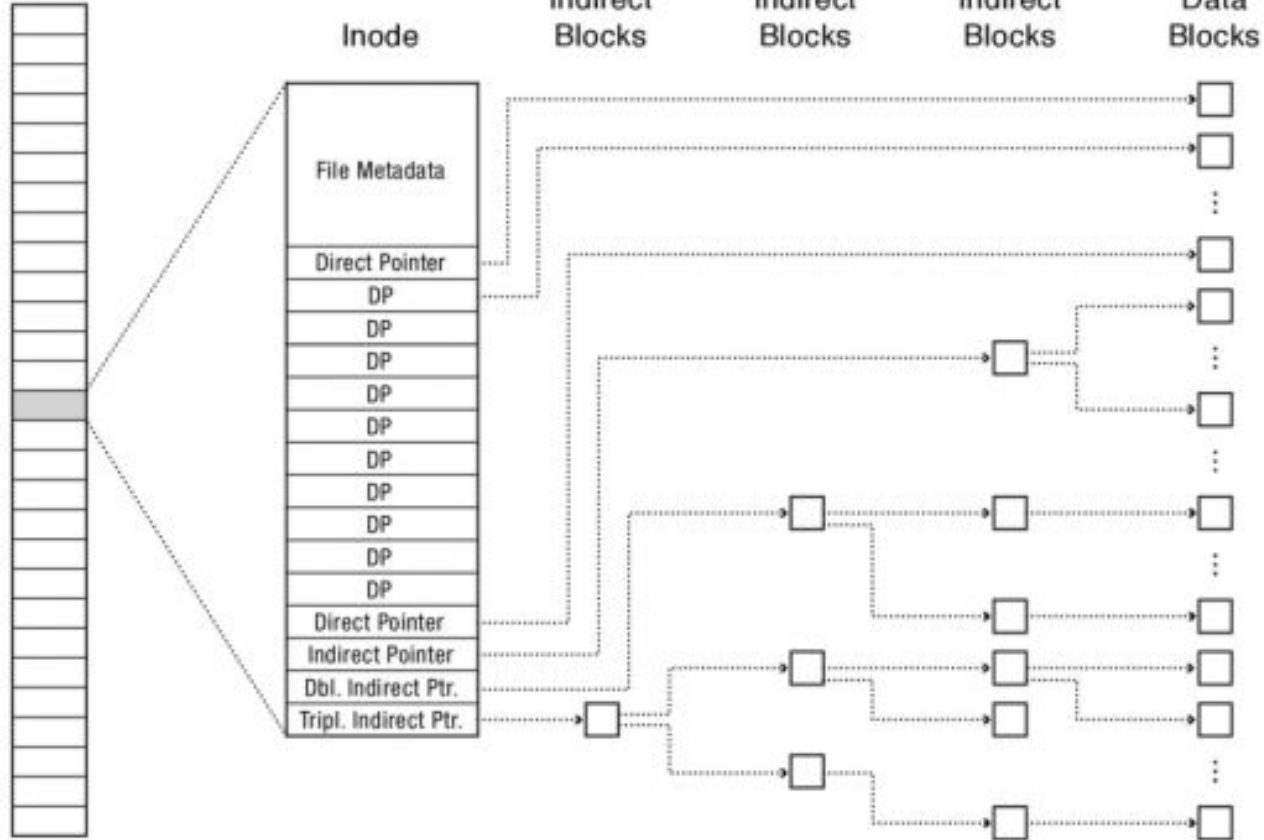 Indirect Indirect Indirect Data
Inode Blocks Blocks Blocks Blocks
File Metadata
Direct Pointer
DP
DP
DP
DP
DP
DP
DP
DP
DP
DP
Direct Pointer
Indirect Pointer
Dbl. Indirect Ptr.
Tripl. Indirect Ptr.